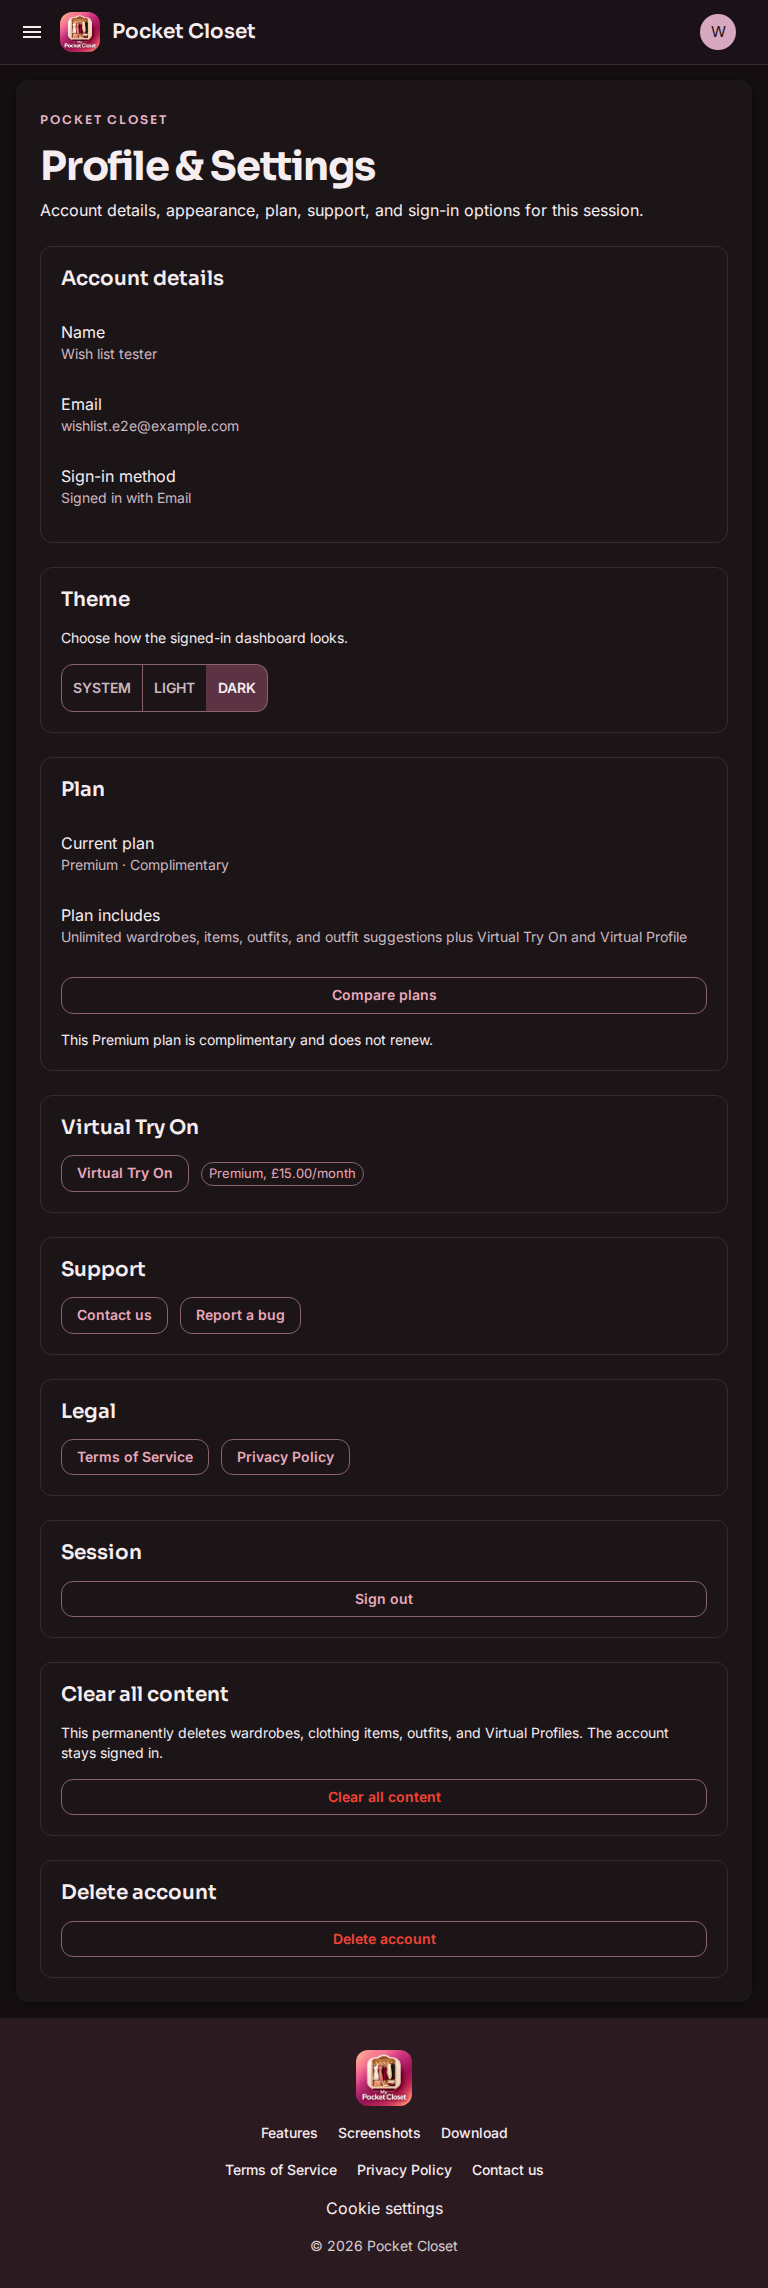 My
Pocket Closet
Pocket Closet
W
POCKET CLOSET
Profile & Settings
Account details, appearance, plan, support, and sign-in options for this session.
Account details
Name
Wish list tester
Email
wishlist.e2e@example.com
Sign-in method
Signed in with Email
Theme
Choose how the signed-in dashboard looks.
SYSTEM LIGHT DARK
Plan
Current plan
Premium · Complimentary
Plan includes
Unlimited wardrobes, items, outfits, and outfit suggestions plus Virtual Try On and Virtual Profile
Compare plans
This Premium plan is complimentary and does not renew.
Virtual Try On
Virtual Try On Premium, £15.00/month
Support
Contact us Report a bug
Legal
Terms of Service Privacy Policy
Session
Sign out
Clear all content
This permanently deletes wardrobes, clothing items, outfits, and Virtual Profiles. The account
stays signed in.
Clear all content
Delete account
Delete account
My
Pocket Closet
Features Screenshots Download
Terms of Service Privacy Policy Contact us
Cookie settings
© 2026 Pocket Closet